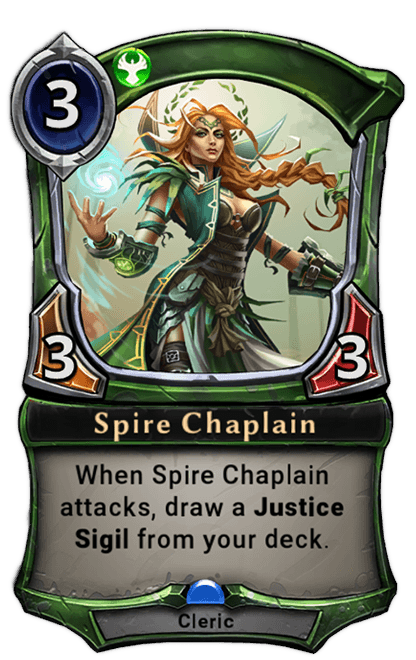 3
3
3
Spire Chaplain
When Spire Chaplain
attacks, draw a Justice
Sigil from your deck.
Cleric